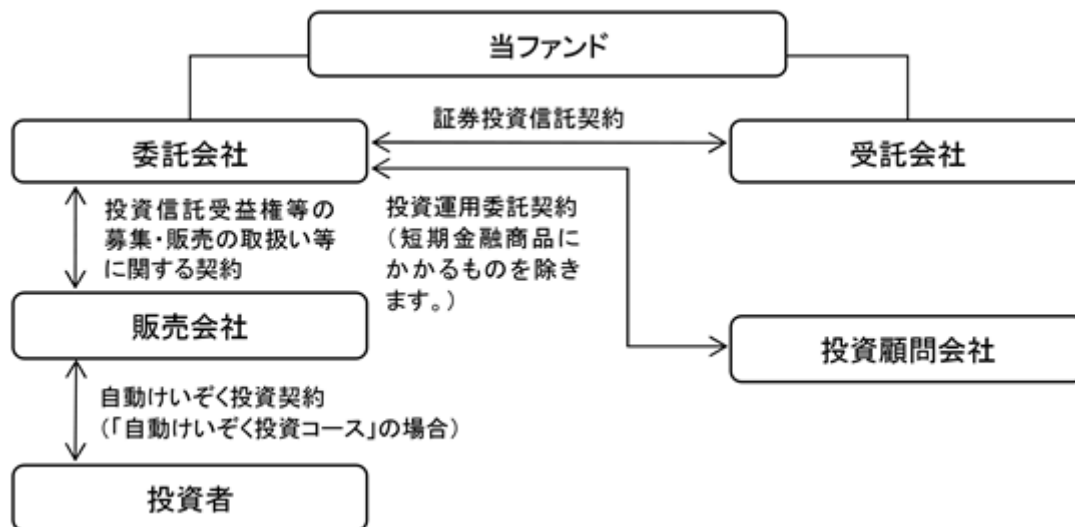 当ファンド
証券投資信託契約
委託会社
受託会社
投資信託受益権等の
募集・販売の取扱い等
に関する契約
投資運用委託契約
（短期金融商品に
かかるものを除き
ます。）
販売会社
投資顧問会社
自動けいぞく投資契約
（「自動けいぞく投資コース」の場合）
投資者